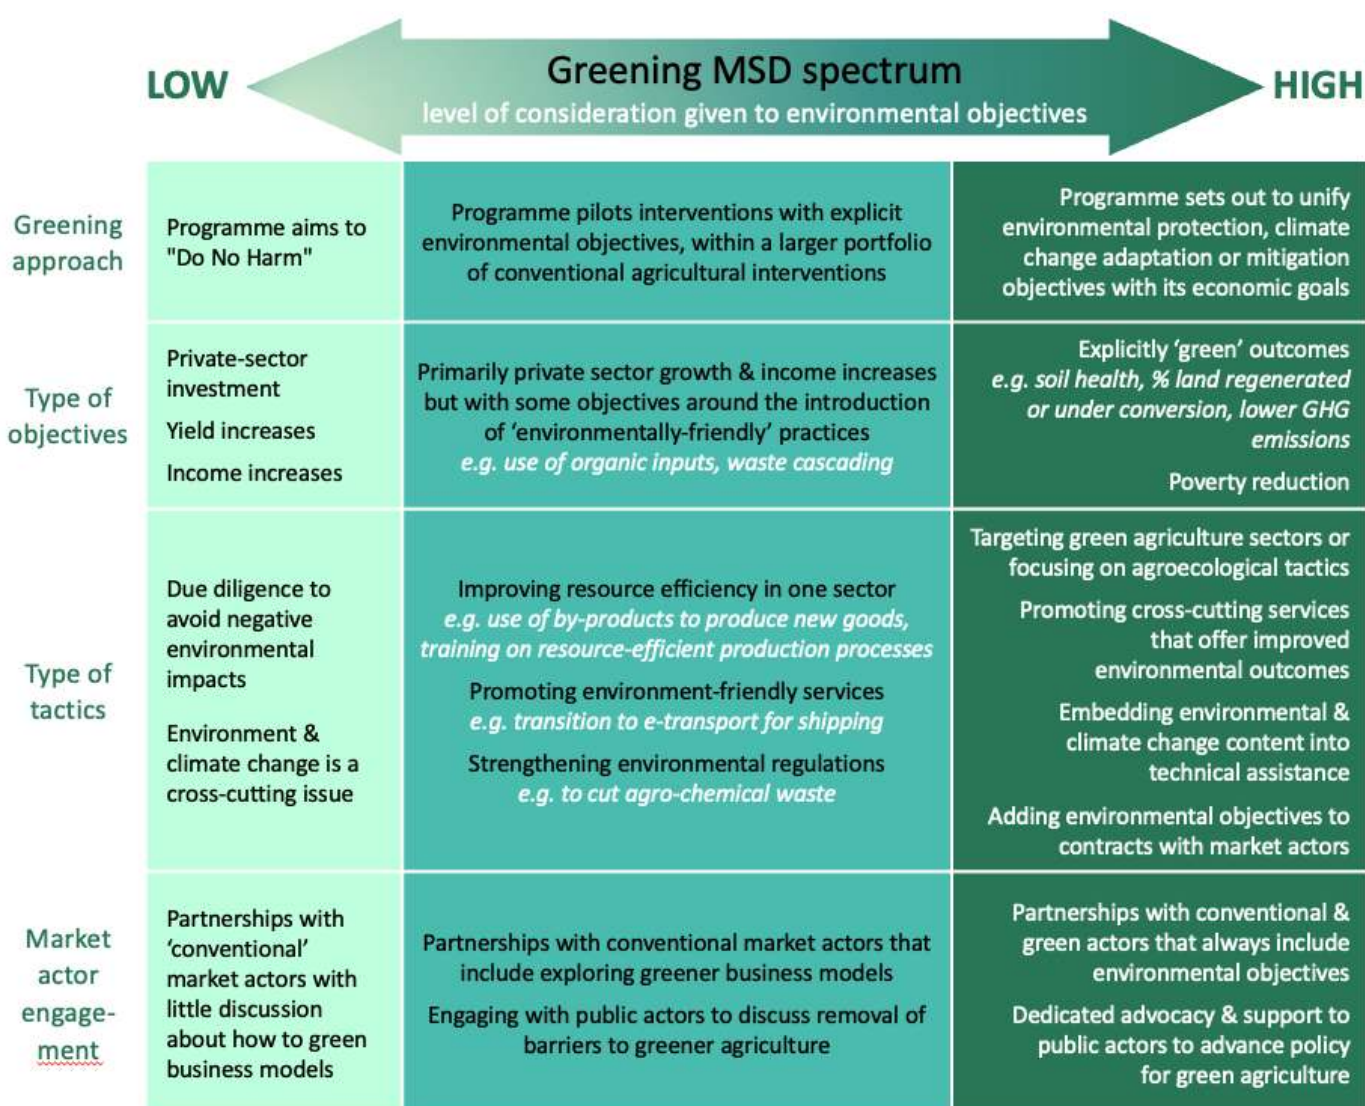 LOW
Greening MSD spectrum
level of consideration given to environmental objectives
HIGH
Greening
approach
Programme aims to
"Do No Harm"
Programme pilots interventions with explicit
environmental objectives, within a larger portfolio
of conventional agricultural interventions
Programme sets out to unify
environmental protection, climate
change adaptation or mitigation
objectives with its economic goals
Type of
objectives
Private-sector
investment
Yield increases
Income increases
Primarily private sector growth & income increases
but with some objectives around the introduction
of ‘environmentally-friendly’ practices
e.g. use of organic inputs, waste cascading
Explicitly ‘green’ outcomes
e.g. soil health, % land regenerated
or under conversion, lower GHG
emissions
Poverty reduction
Type of
tactics
Due diligence to
avoid negative
environmental
impacts
Environment &
climate change is a
cross-cutting issue
Improving resource efficiency in one sector
e.g. use of by-products to produce new goods,
training on resource-efficient production processes
Promoting environment-friendly services
e.g. transition to e-transport for shipping
Strengthening environmental regulations
e.g. to cut agro-chemical waste
Targeting green agriculture sectors or
focusing on agroecological tactics
Promoting cross-cutting services
that offer improved
environmental outcomes
Embedding environmental &
climate change content into
technical assistance
Adding environmental objectives to
contracts with market actors
Market
actor
engage-
ment
Partnerships with
‘conventional’
market actors with
little discussion
about how to green
business models
Partnerships with conventional market actors that
include exploring greener business models
Engaging with public actors to discuss removal of
barriers to greener agriculture
Partnerships with conventional &
green actors that always include
environmental objectives
Dedicated advocacy & support to
public actors to advance policy
for green agriculture